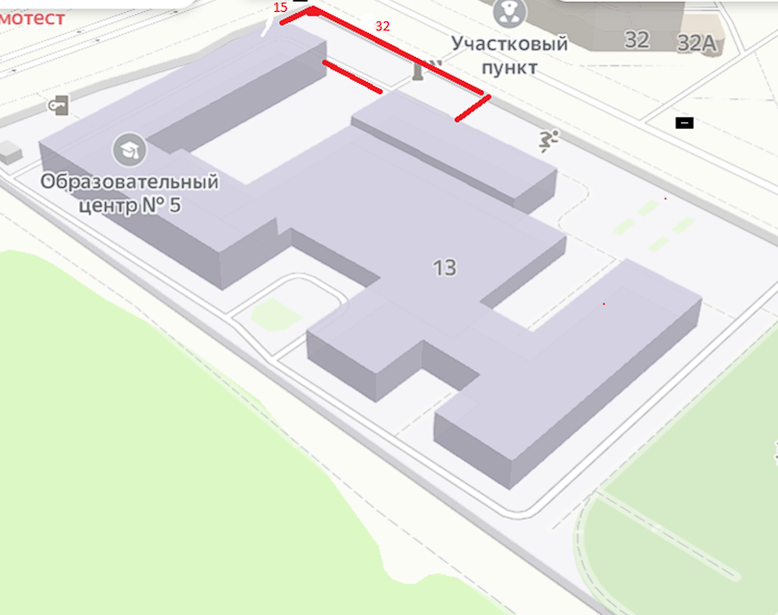 мотест
15
32
Участковый
пункт
32
32А
Образовательный
центр № 5
13